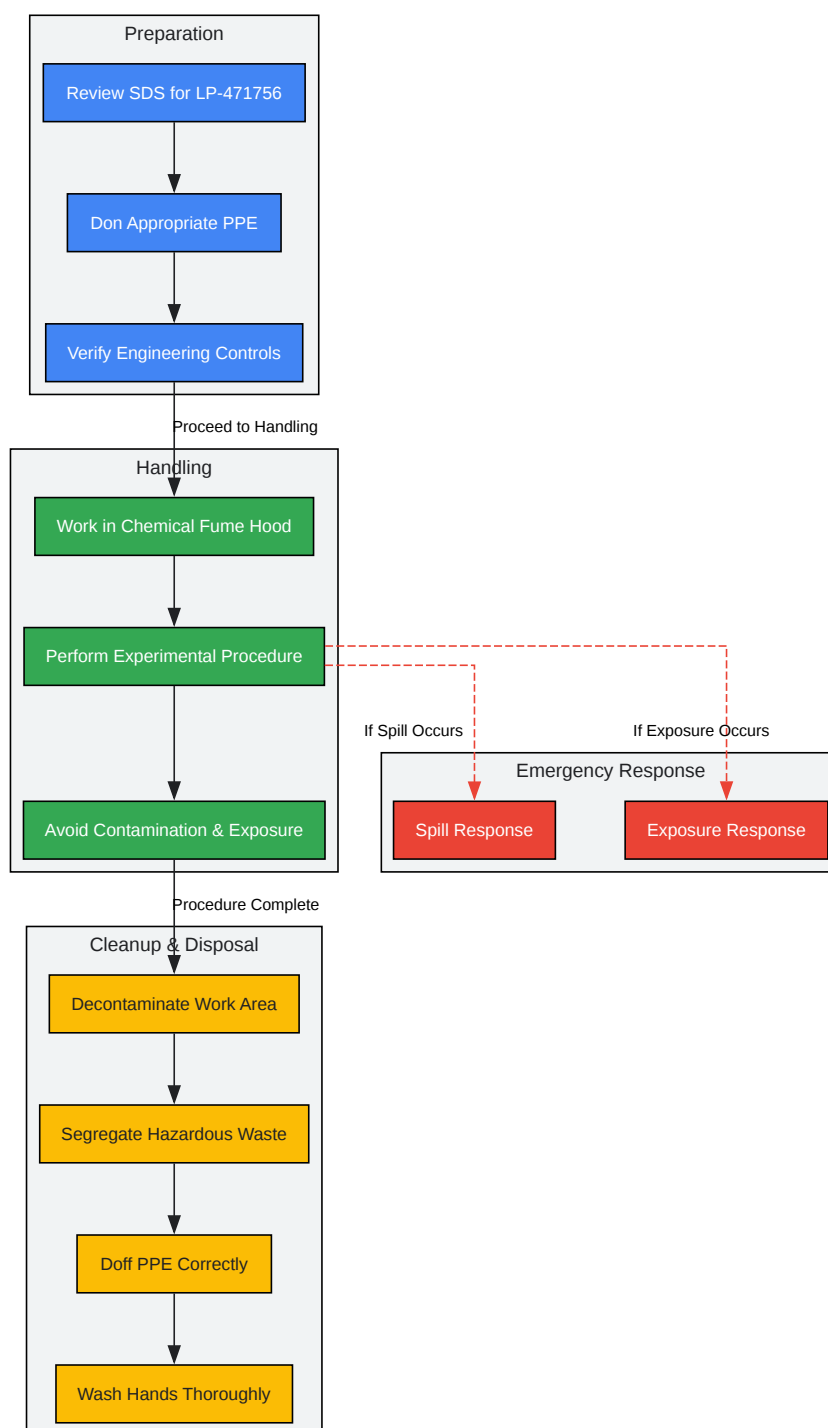 Preparation
Review SDS for LP-471756
Don Appropriate PPE
Verify Engineering Controls
Proceed to Handling
Handling
Work in Chemical Fume Hood
Perform Experimental Procedure
If Spill Occurs
If Exposure Occurs
Emergency Response
Avoid Contamination & Exposure
Spill Response
Exposure Response
Procedure Complete
Cleanup & Disposal
Decontaminate Work Area
Segregate Hazardous Waste
Doff PPE Correctly
Wash Hands Thoroughly